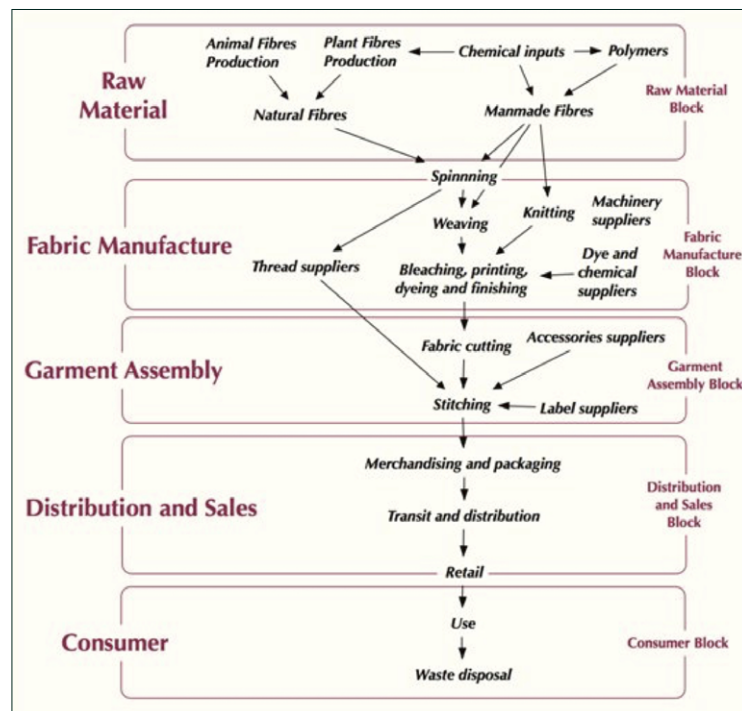 Animal Fibres
Production
Plant Fibres
Production
Chemical inputs
Polymers
Raw
Material
Raw Material
Block
Natural Fibres
Manmade Fibres
Spinnning
Weaving
Knitting
Machinery
suppliers
Fabric Manufacture
Fabric
Manufacture
Block
Thread suppliers
Bleaching, printing,
dyeing and finishing
Dye and
chemical
suppliers
Fabric cutting
Accessories suppliers
Garment Assembly
Garment
Assembly Block
Stitching
Label suppliers
Merchandising and packaging
Distribution and Sales
Distribution
and Sales
Block
Transit and distribution
Retail
Use
Consumer
Consumer Block
Waste disposal